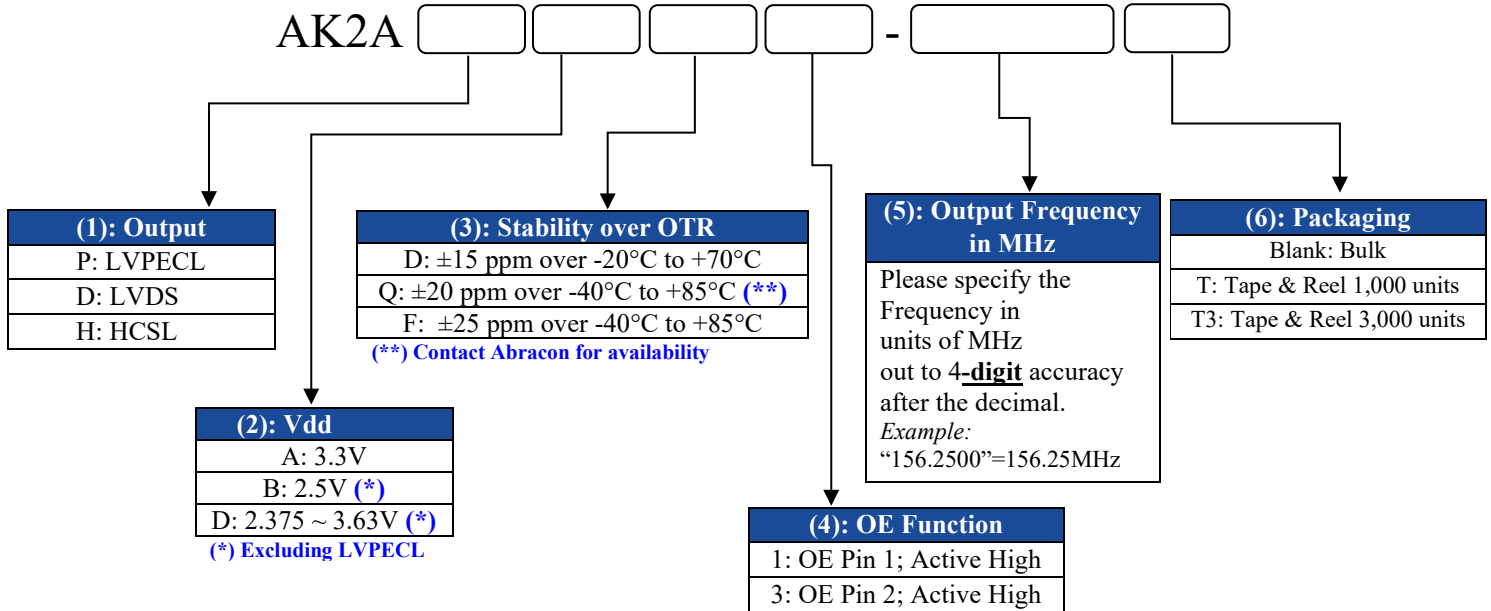 AK2A -
(1): Output
P: LVPECL
D: LVDS
H: HCSL
(2): Vdd
A: 3.3V
B: 2.5V (*)
D: 2.375 ~ 3.63V (*)
(*) Excluding LVPECL
(3): Stability over OTR
D: ±15 ppm over -20°C to +70°C
Q: ±20 ppm over -40°C to +85°C (**)
F: ±25 ppm over -40°C to +85°C
(**) Contact Abracon for availability
(4): OE Function
1: OE Pin 1; Active High
3: OE Pin 2; Active High
(5): Output Frequency
in MHz
Please specify the
Frequency in
units of MHz
out to 4-digit accuracy
after the decimal.
Example:
“156.2500”=156.25MHz
(6): Packaging
Blank: Bulk
T: Tape & Reel 1,000 units
T3: Tape & Reel 3,000 units